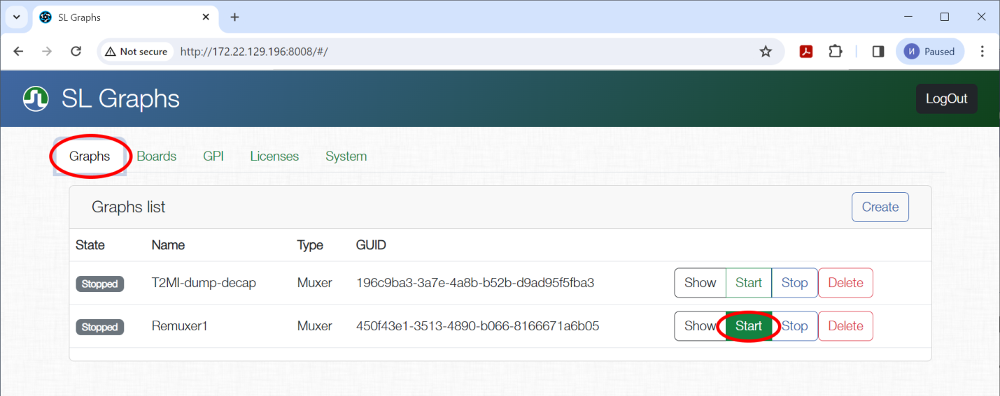 SL Graphs
Not secure http://172.22.129.196:8008/#/ И Paused
SL Graphs LogOut
Graphs Boards GPI Licenses System
Graphs list Create
State Name Type GUID
Stopped T2MI-dump-decap Muxer 196c9ba3-3a7e-4a8b-b52b-d9ad95f5fba3 Show Start Stop Delete
Stopped Remuxer1 Muxer 450f43e1-3513-4890-b066-8166671a6b05 Show Start Stop Delete